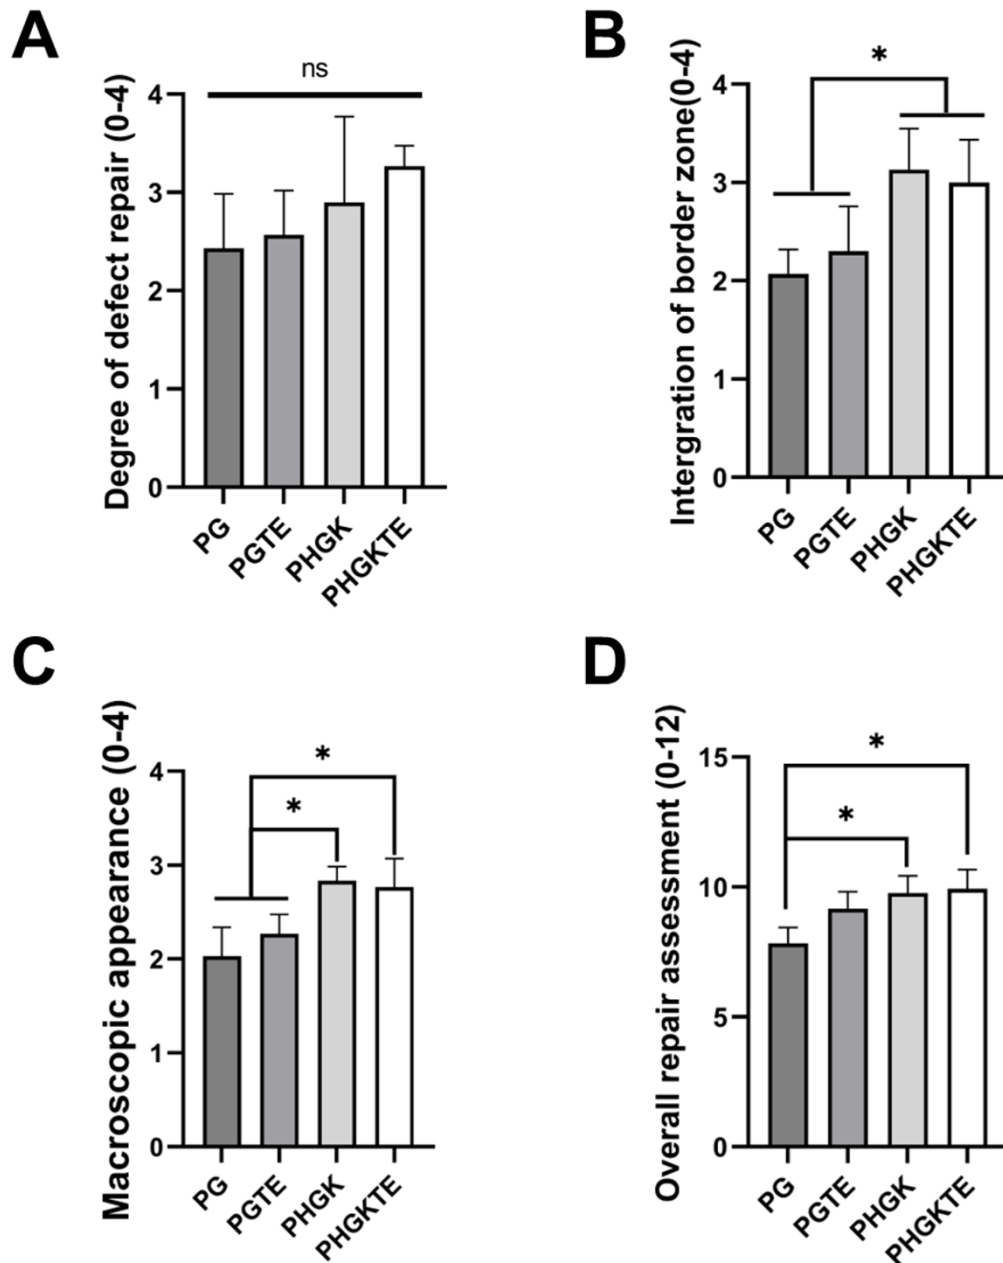 A
ns
Degree of defect repair (0-4)
4
3
2
1
0
PG
PGTE
PHGK
PHGKTE
B
*
Intergration of border zone(0-4)
4
3
2
1
0
PG
PGTE
PHGK
PHGKTE
C
*
*
Macroscopic appearance (0-4)
4
3
2
1
0
PG
PGTE
PHGK
PHGKTE
D
*
*
Overall repair assessment (0-12)
15
10
5
0
PG
PGTE
PHGK
PHGKTE